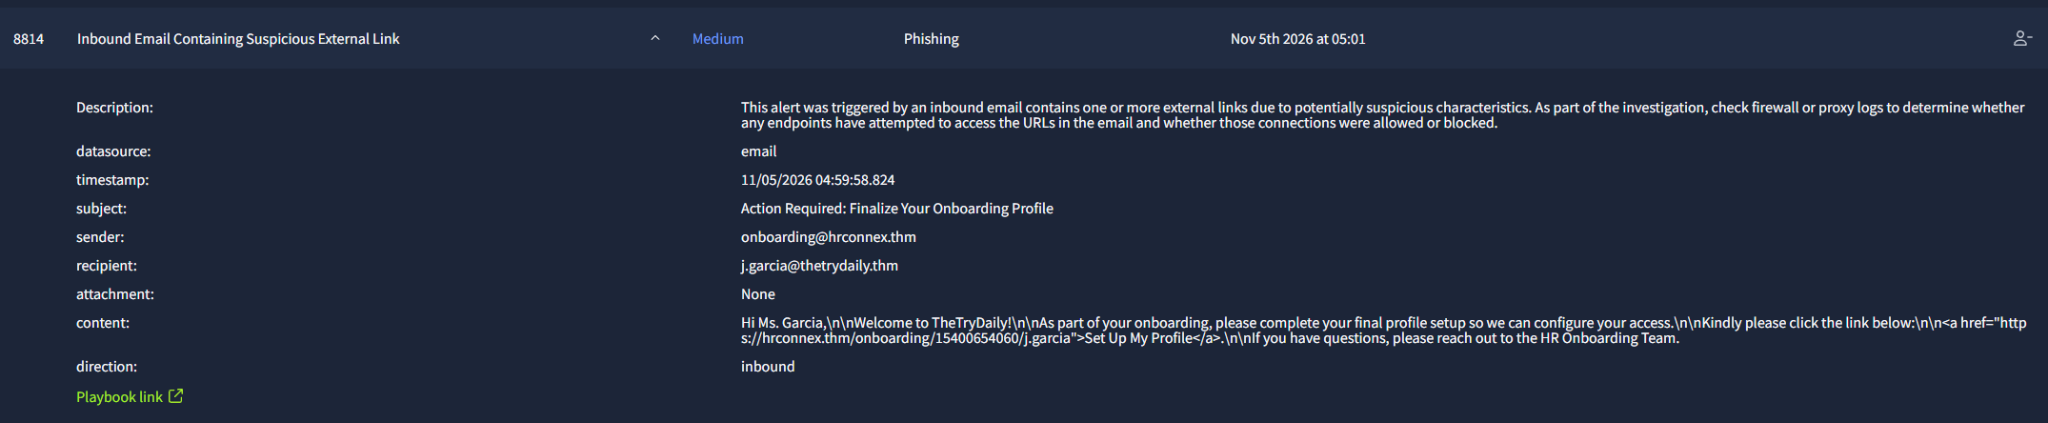 8814 Inbound Email Containing Suspicious External Link Medium Phishing Nov 5th 2026 at 05:01
Description: This alert was triggered by an inbound email contains one or more external links due to potentially suspicious characteristics. As part of the investigation, check firewall or proxy logs to determine whether
any endpoints have attempted to access the URLs in the email and whether those connections were allowed or blocked.
datasource: email
timestamp: 11/05/2026 04:59:58.824
subject: Action Required: Finalize Your Onboarding Profile
sender: onboarding@hrconnex.thm
recipient: j.garcia@thetrydaily.thm
attachment: None
content: Hi Ms. Garcia,\n\nWelcome to TheTryDaily!\n\nAs part of your onboarding, please complete your final profile setup so we can configure your access.\n\nKindly please click the link below:\n\n<a href="http
s://hrconnex.thm/onboarding/15400654060/j.garcia">Set Up My Profile</a>.\n\nIf you have questions, please reach out to the HR Onboarding Team.
direction: inbound
Playbook link